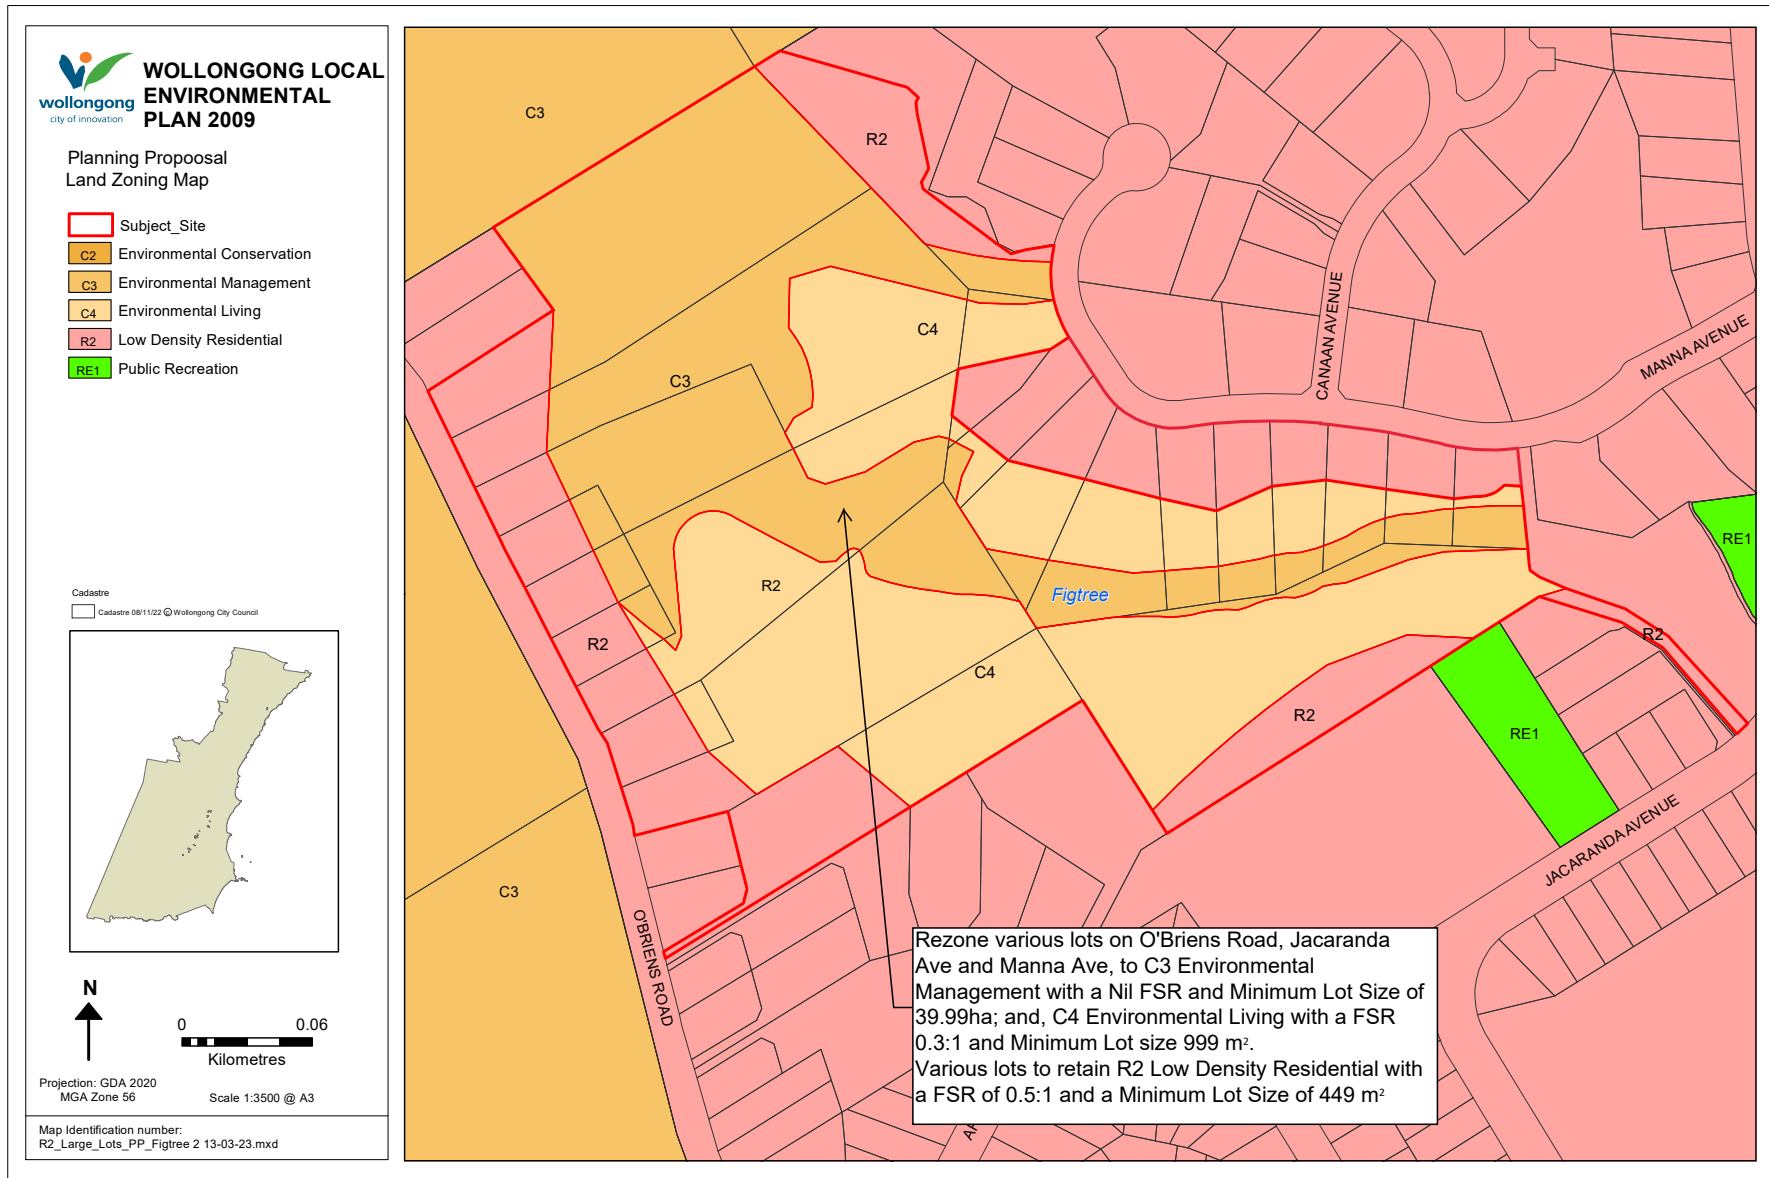 wollongong
city of innovation
WOLLONGONG LOCAL
ENVIRONMENTAL
PLAN 2009
Planning Propoosal
Land Zoning Map
Subject_Site
C2 Environmental Conservation
C3 Environmental Management
C4 Environmental Living
R2 Low Density Residential
RE1 Public Recreation
Cadastre
Cadastre 08/11/22 © Wollongong City Council
N
0 0.06
Kilometres
Projection: GDA 2020
MGA Zone 56
Scale 1:3500 @ A3
Map Identification number:
R2_Large_Lots_PP_Figtree 2 13-03-23.mxd
C3
R2
C4
C3
CANAAN AVENUE
MANNA AVENUE
RE1
R2
Figtree
R2
R2
C4
R2
RE1
JACARANDA AVENUE
C3
O'BRIENS ROAD
Rezone various lots on O'Briens Road, Jacaranda
Ave and Manna Ave, to C3 Environmental
Management with a Nil FSR and Minimum Lot Size of
39.99ha; and, C4 Environmental Living with a FSR
0.3:1 and Minimum Lot size 999 m².
Various lots to retain R2 Low Density Residential with
a FSR of 0.5:1 and a Minimum Lot Size of 449 m²